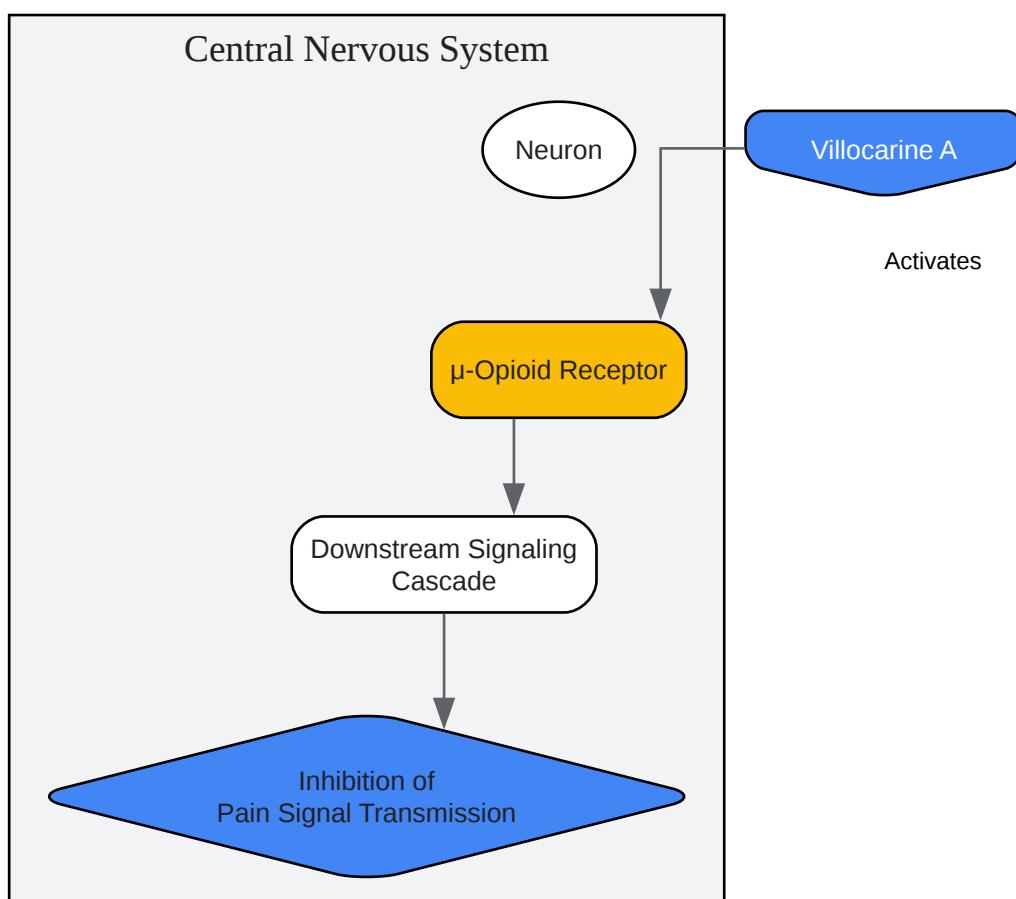 Central Nervous System
Neuron
Villocarine A
Activates
μ-Opioid Receptor
Downstream Signaling
Cascade
Inhibition of
Pain Signal Transmission